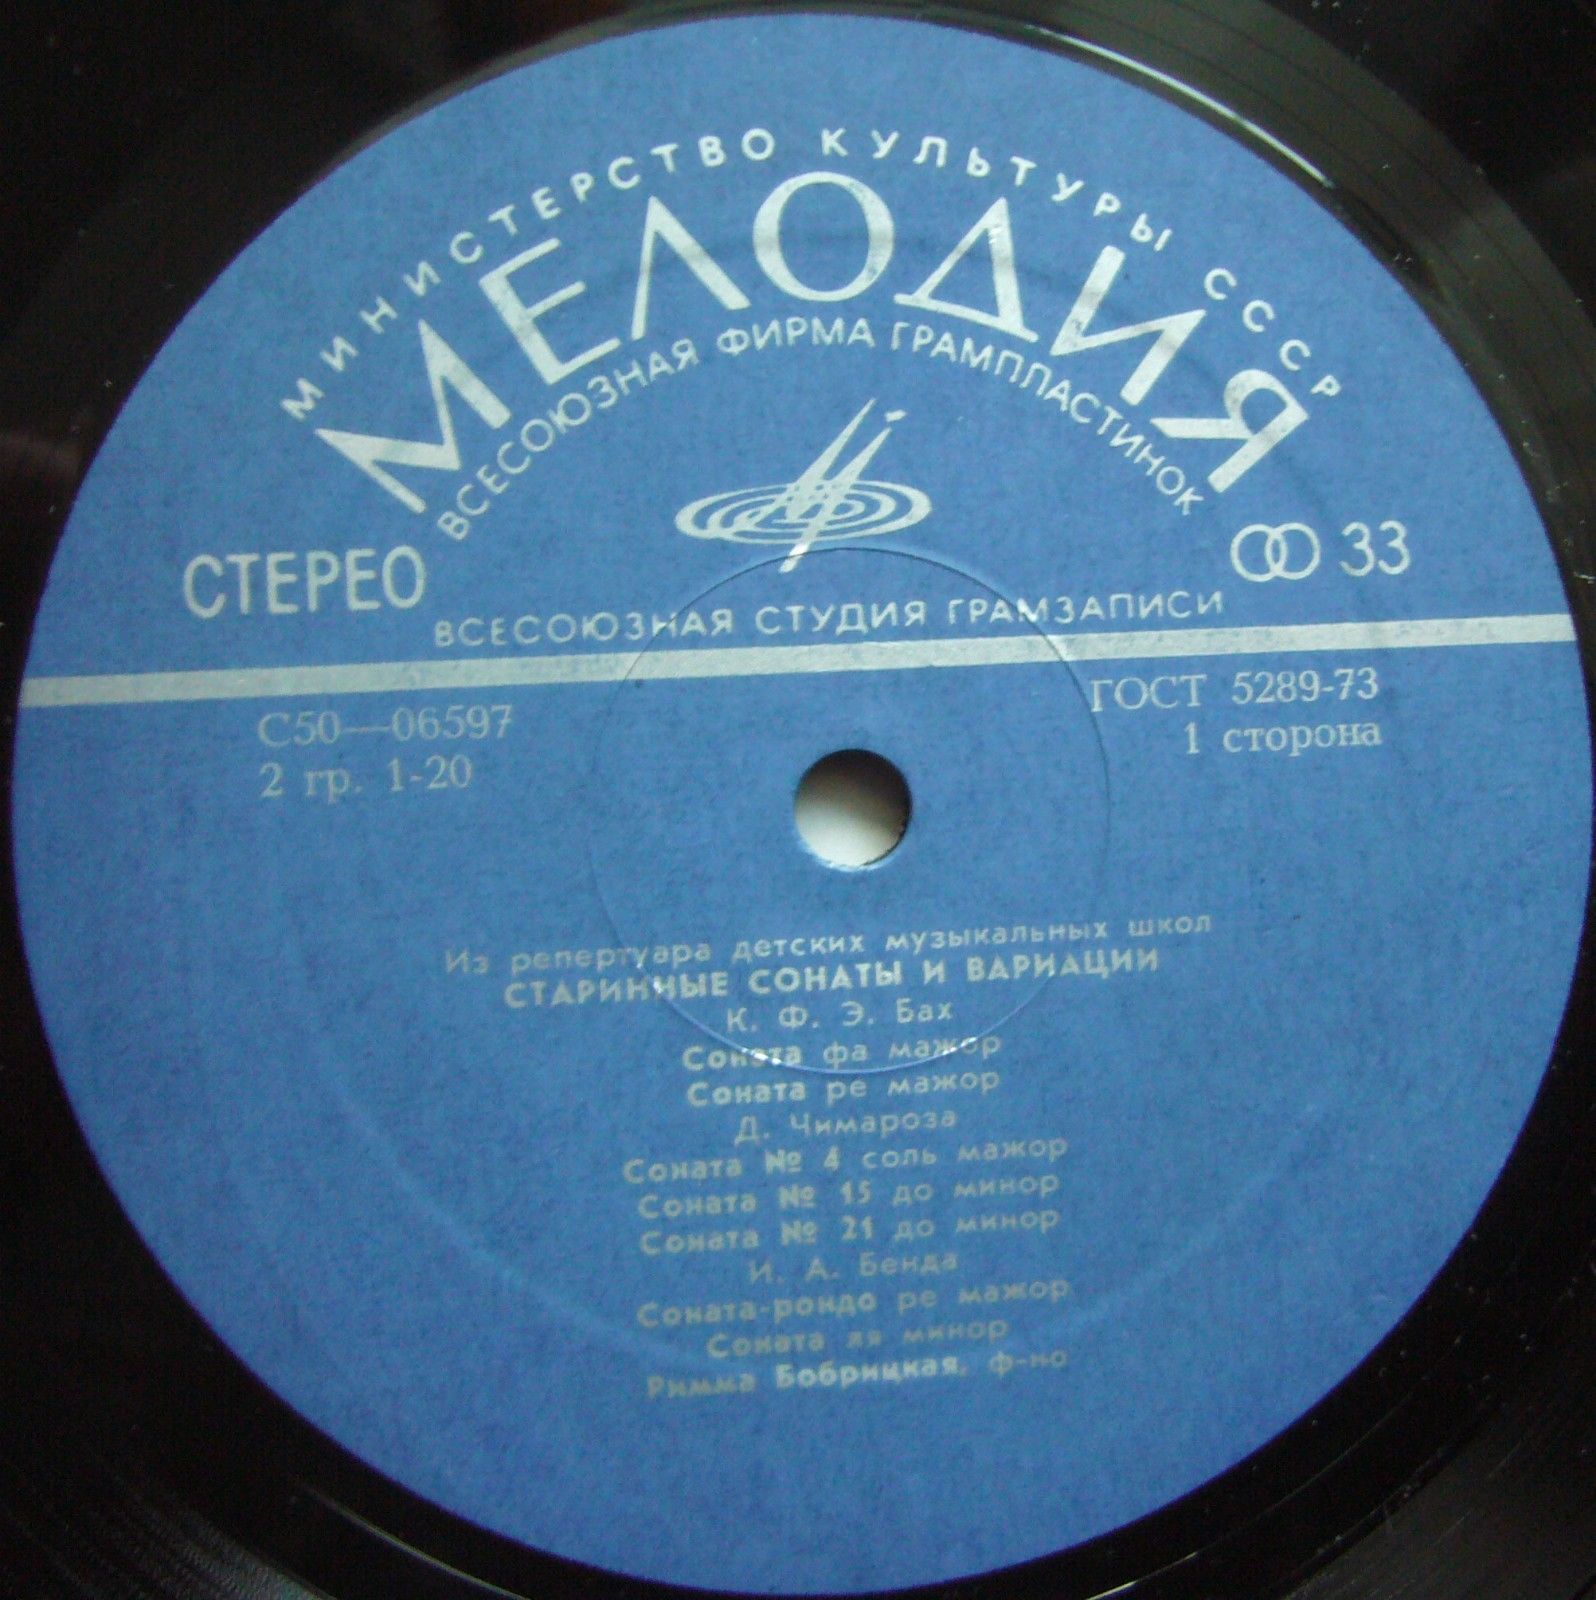 МИНИСТЕРСТВО КУЛЬТУРЫ СССР
МЕЛОДИЯ
ВСЕСОЮЗНАЯ ФИРМА ГРАМПЛАСТИНОК
СТЕРЕО
33
ВСЕСОЮЗНАЯ СТУДИЯ ГРАМЗАПИСИ
С50—06597
ГОСТ 5289-73
2 гр. 1-20
1 сторона
Из репертуара детских музыкальных школ
СТАРИННЫЕ СОНАТЫ И ВАРИАЦИИ
К. Ф. Э. Бах
Соната фа мажор
Соната ре мажор
Д. Чимароза
Соната № 4 соль мажор
Соната № 15 до минор
Соната № 21 до минор
И. А. Бенда
Соната-рондо ре мажор
Соната ля минор
Римма Бобрицкая, ф-но